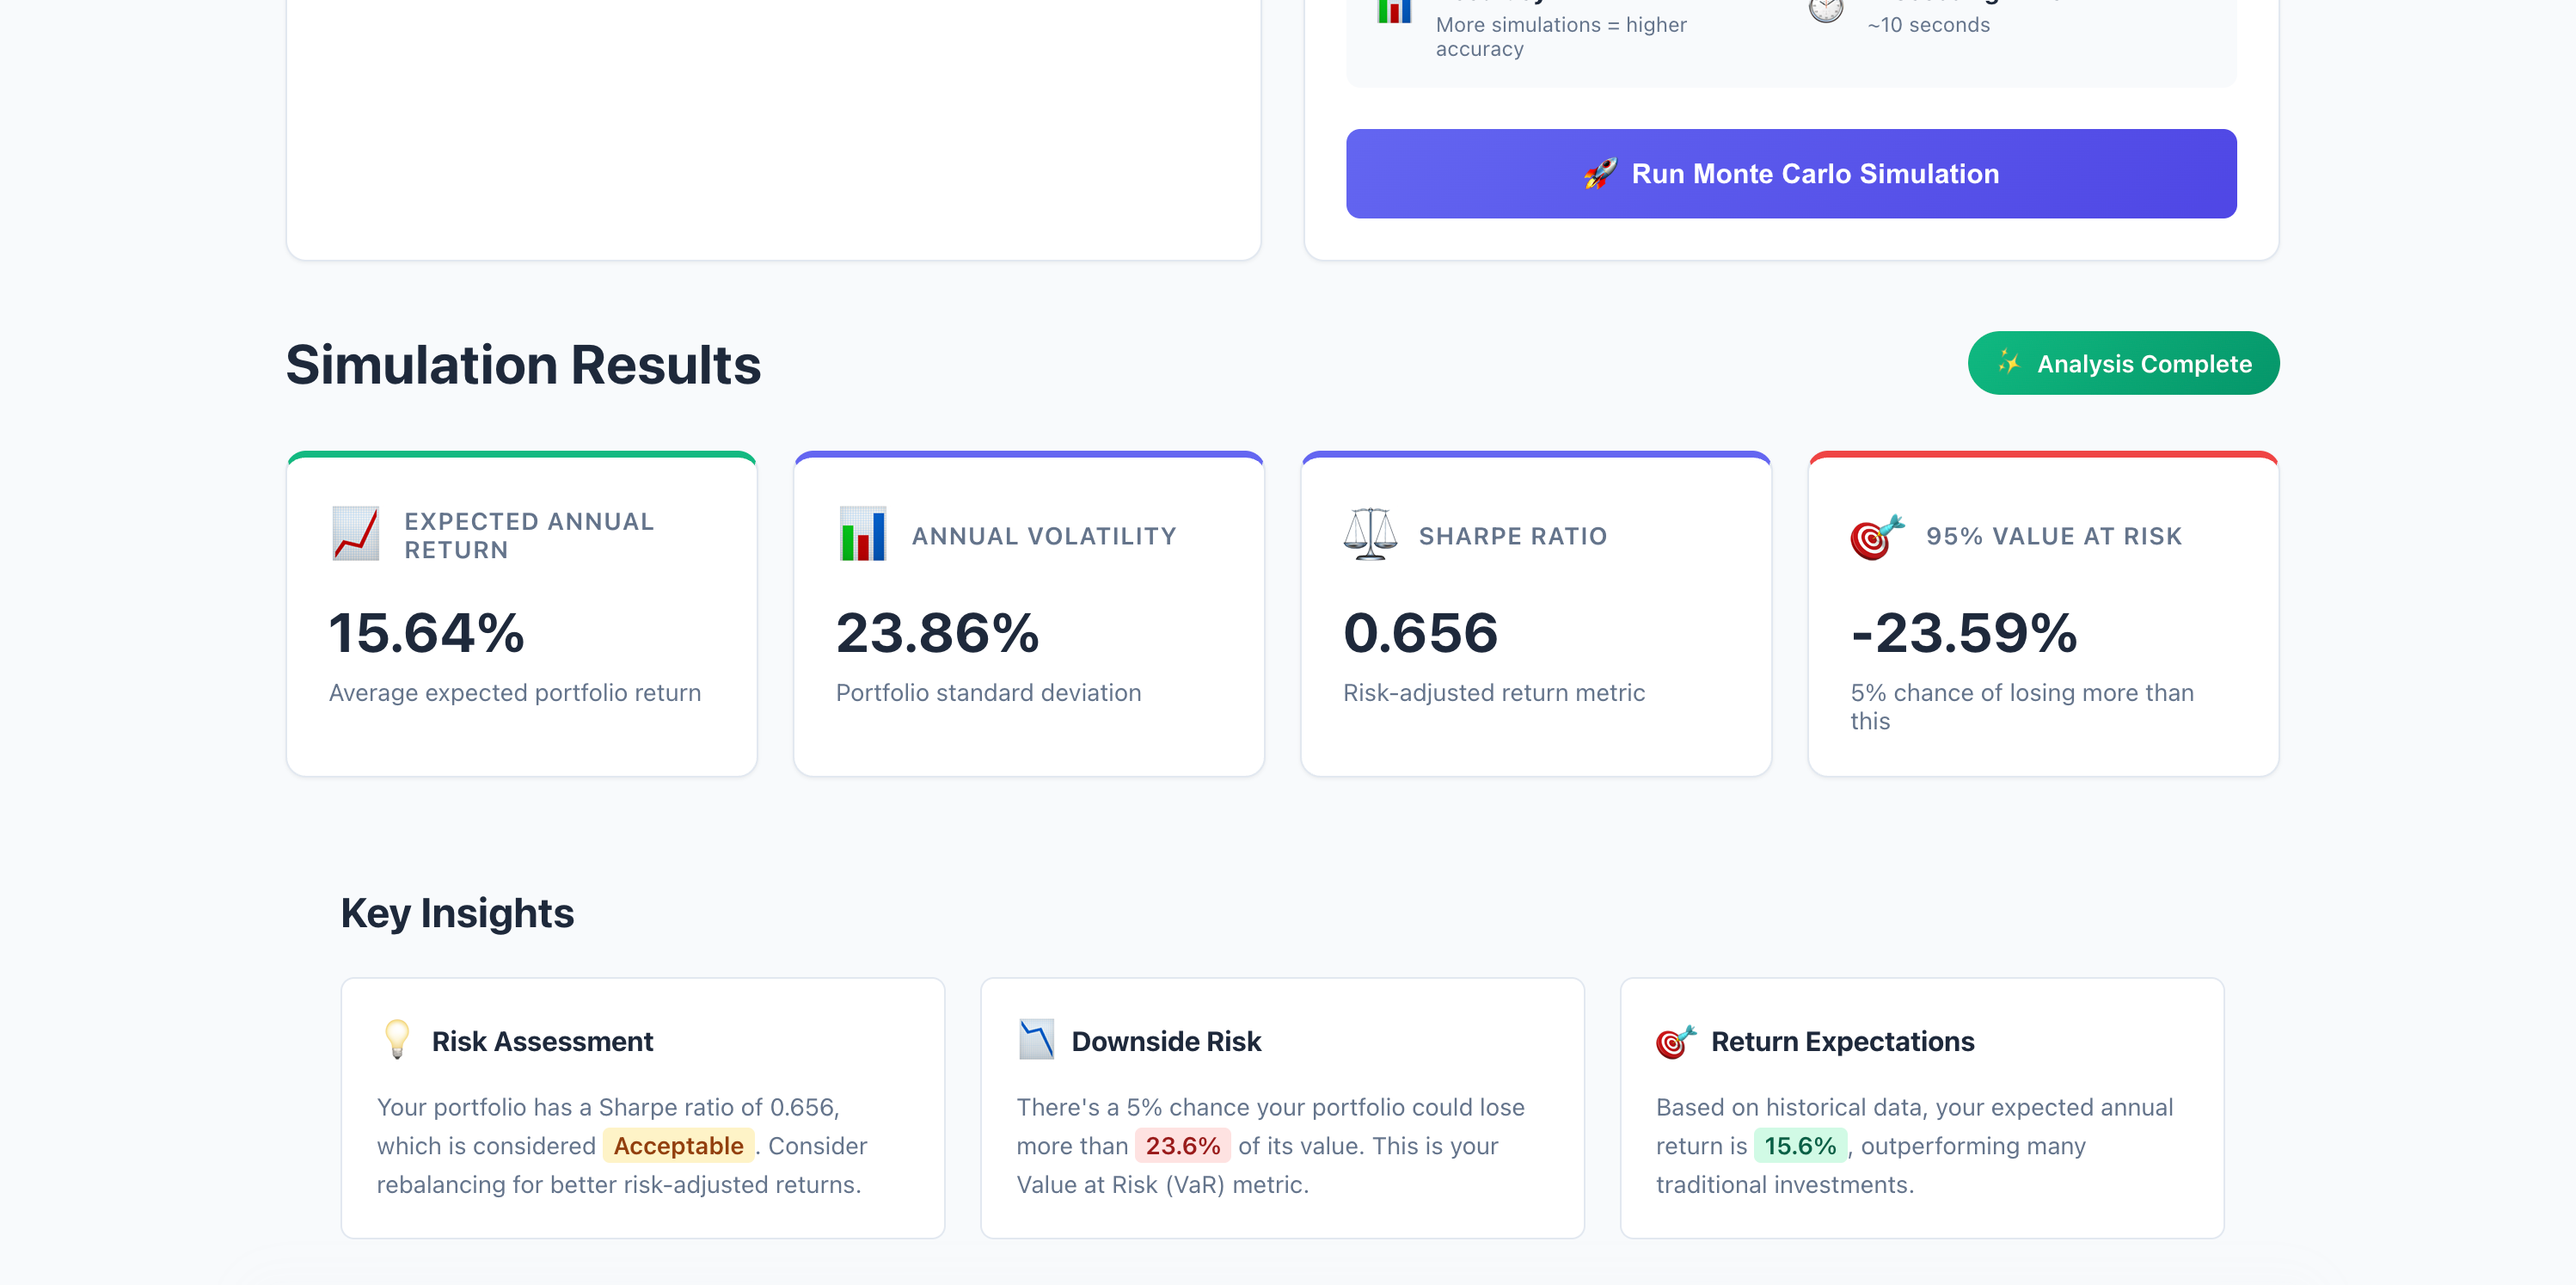 More simulations = higher
accuracy
~10 seconds
🚀 Run Monte Carlo Simulation
Simulation Results
✨ Analysis Complete
EXPECTED ANNUAL
RETURN
15.64%
Average expected portfolio return
ANNUAL VOLATILITY
23.86%
Portfolio standard deviation
SHARPE RATIO
0.656
Risk-adjusted return metric
95% VALUE AT RISK
-23.59%
5% chance of losing more than
this
Key Insights
Risk Assessment
Your portfolio has a Sharpe ratio of 0.656,
which is considered Acceptable . Consider
rebalancing for better risk-adjusted returns.
Downside Risk
There's a 5% chance your portfolio could lose
more than 23.6% of its value. This is your
Value at Risk (VaR) metric.
Return Expectations
Based on historical data, your expected annual
return is 15.6% , outperforming many
traditional investments.